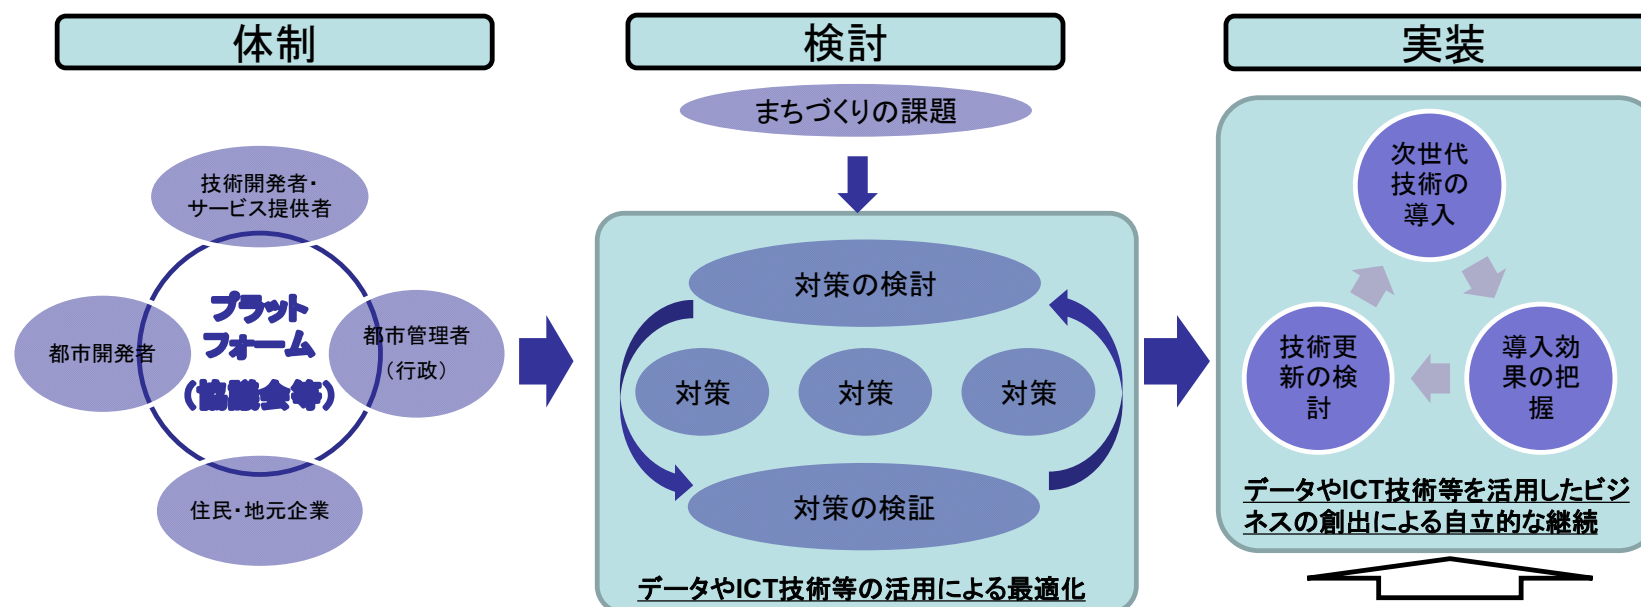 体制
技術開発者・
サービス提供者
都市開発者
プラット
フォーム
（協議会等）
都市管理者
（行政）
住民・地元企業
検討
まちづくりの課題
対策の検討
対策
対策
対策
対策の検証
データやICT技術等の活用による最適化
実装
次世代
技術の
導入
技術更
新の検
討
導入効
果の把
握
データやICT技術等を活用したビジ
ネスの創出による自立的な継続